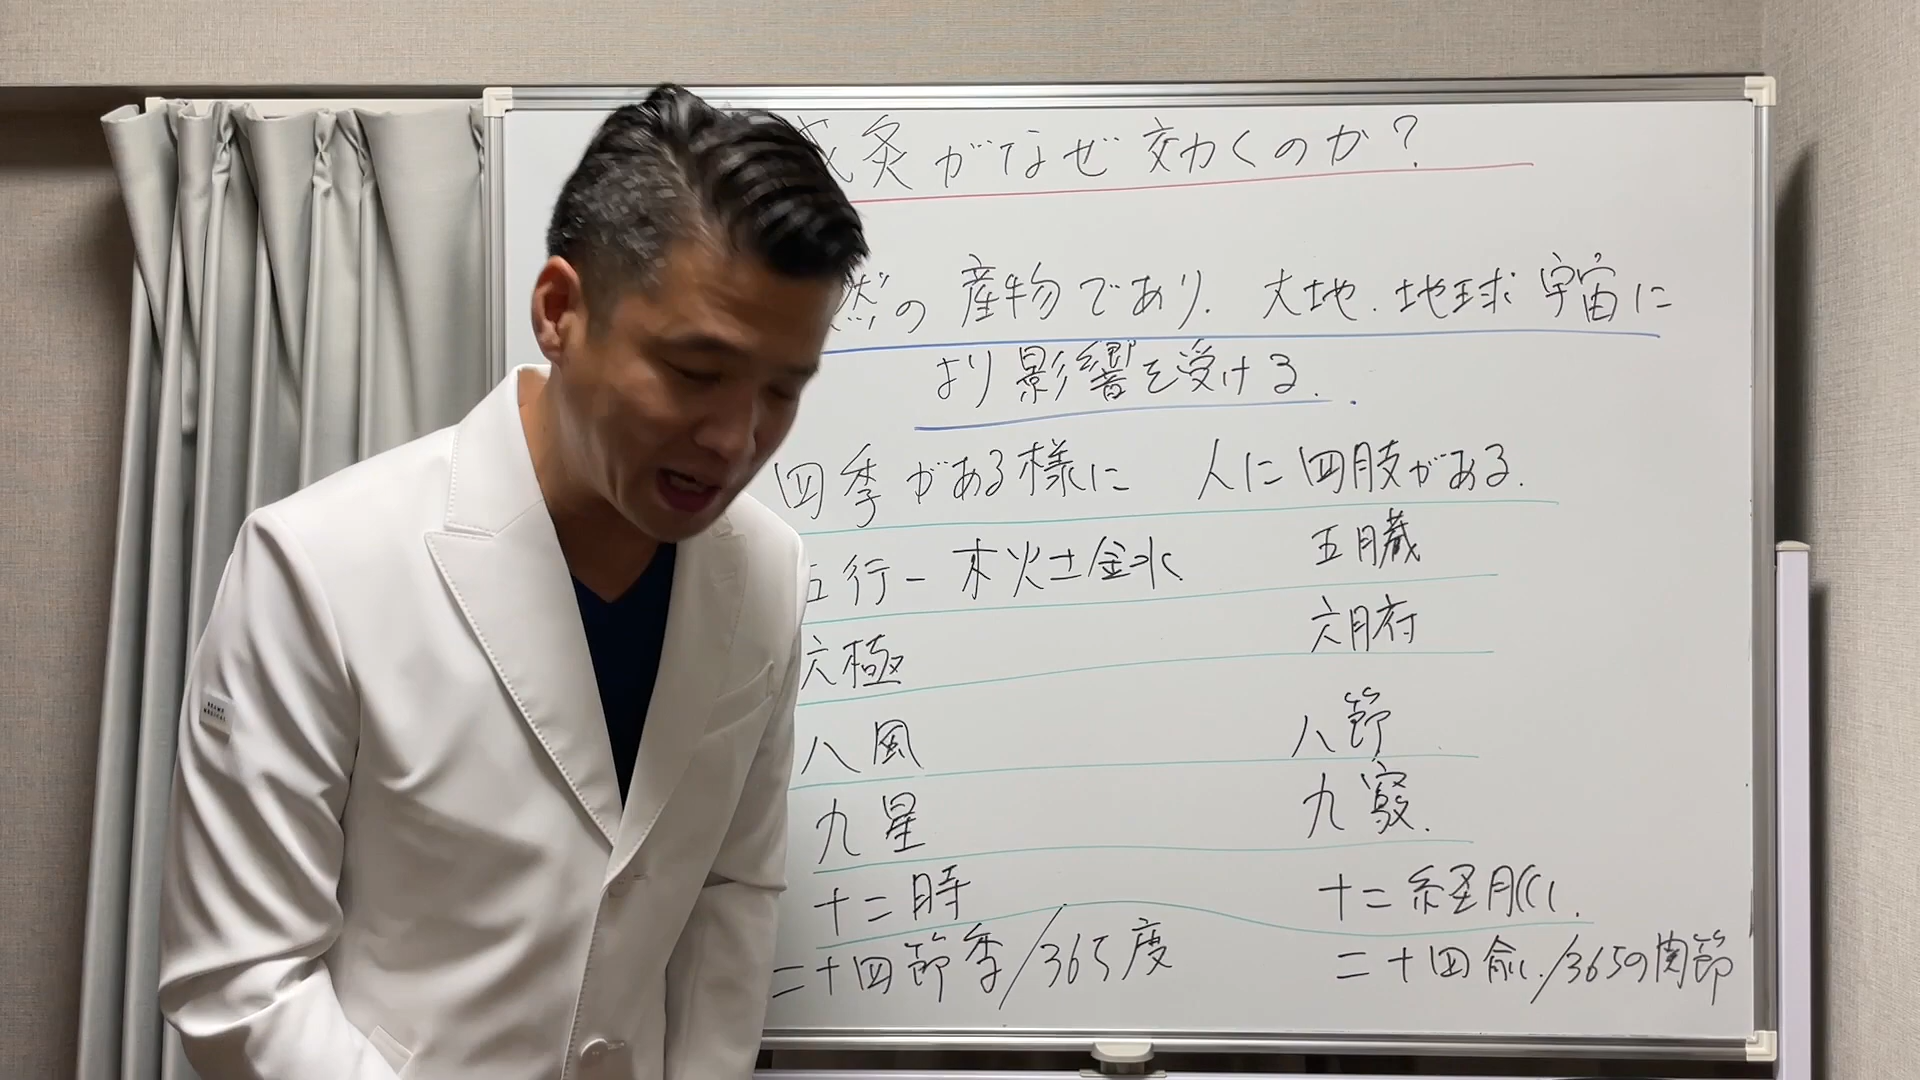 灸がなぜ効くのか?
然の産物であり. 大地.地球 宇宙に
より影響を受ける.
四季がある様に 人に四肢がある.
五行-木火土金水 五臓
六極 六腑
八風 八節
九星 九竅.
十二時 十二経脈.
二十四節季/365度 二十四俞./365の関節